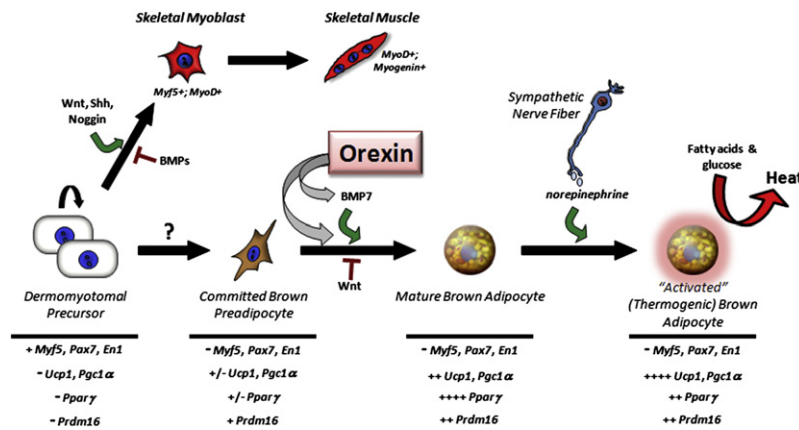 Skeletal Myoblast
Skeletal Muscle
Myf5+; MyoD+
MyoD+;
Myogenin+
Wnt, Shh,
Noggin
BMPs
Orexin
BMP7
Wnt
Sympathetic
Nerve Fiber
norepinephrine
Fatty acids &
glucose
Heat
?
Dermomyotomal
Precursor
Committed Brown
Preadipocyte
Mature Brown Adipocyte
"Activated"
(Thermogenic) Brown
Adipocyte
+ Myf5, Pax7, En1
- Ucp1, Pgc1α
- Pparγ
- Prdm16
- Myf5, Pax7, En1
+/- Ucp1, Pgc1α
+/- Pparγ
+ Prdm16
- Myf5, Pax7, En1
++ Ucp1, Pgc1α
++++ Pparγ
++ Prdm16
- Myf5, Pax7, En1
++++ Ucp1, Pgc1α
++ Pparγ
++ Prdm16